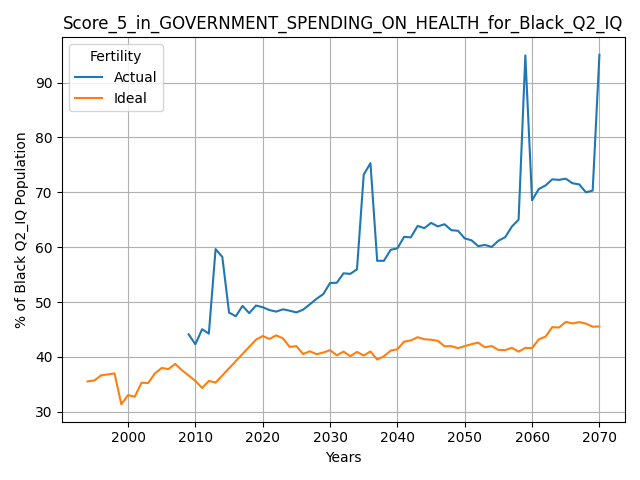 Score_5_in_GOVERNMENT_SPENDING_ON_HEALTH_for_Black_Q2_IQ
Fertility
Actual
Ideal
90
80
70
60
50
40
30
% of Black Q2_IQ Population
2000 2010 2020 2030 2040 2050 2060 2070
Years